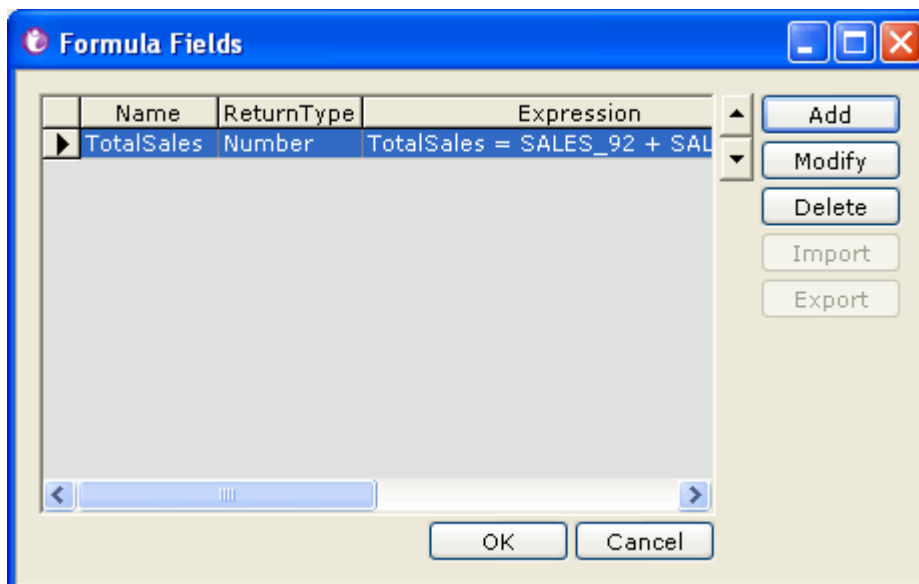 Formula Fields
Name ReturnType Expression
TotalSales Number TotalSales = SALES_92 + SAL
Add
Modify
Delete
Import
Export
OK Cancel